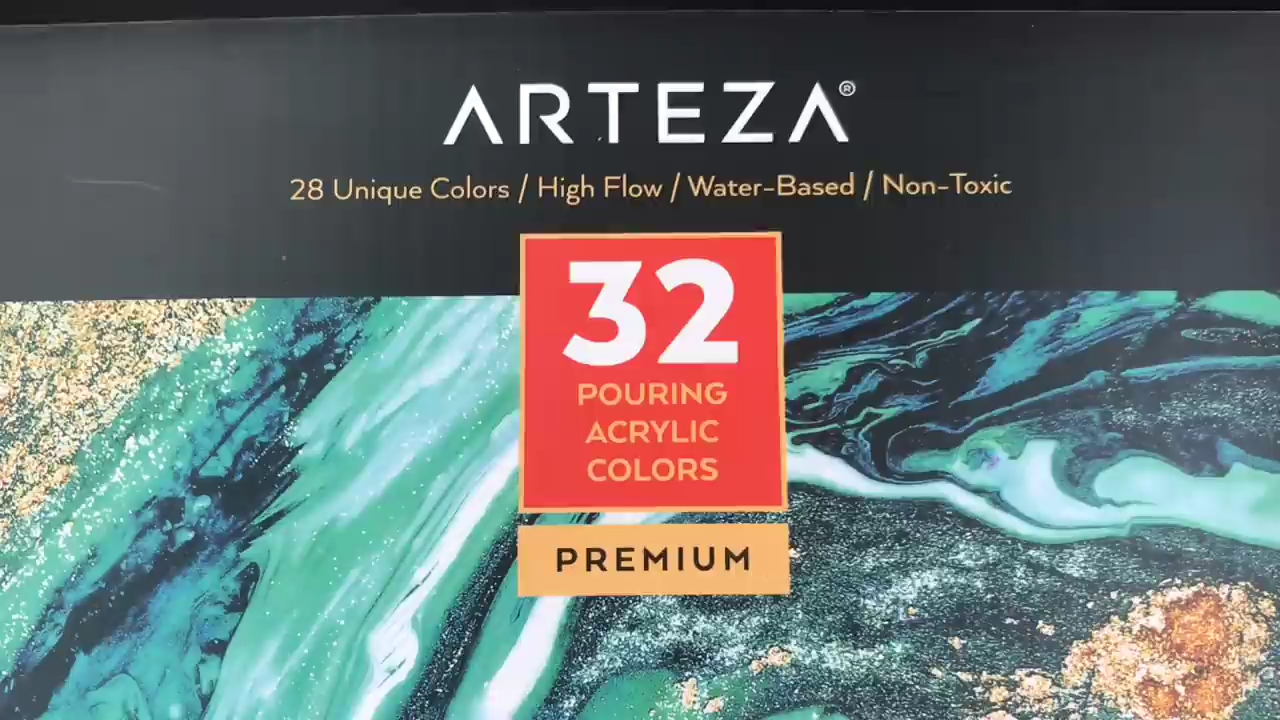 ARTEZA®
28 Unique Colors / High Flow / Water-Based / Non-Toxic
32
POURING
ACRYLIC
COLORS
PREMIUM